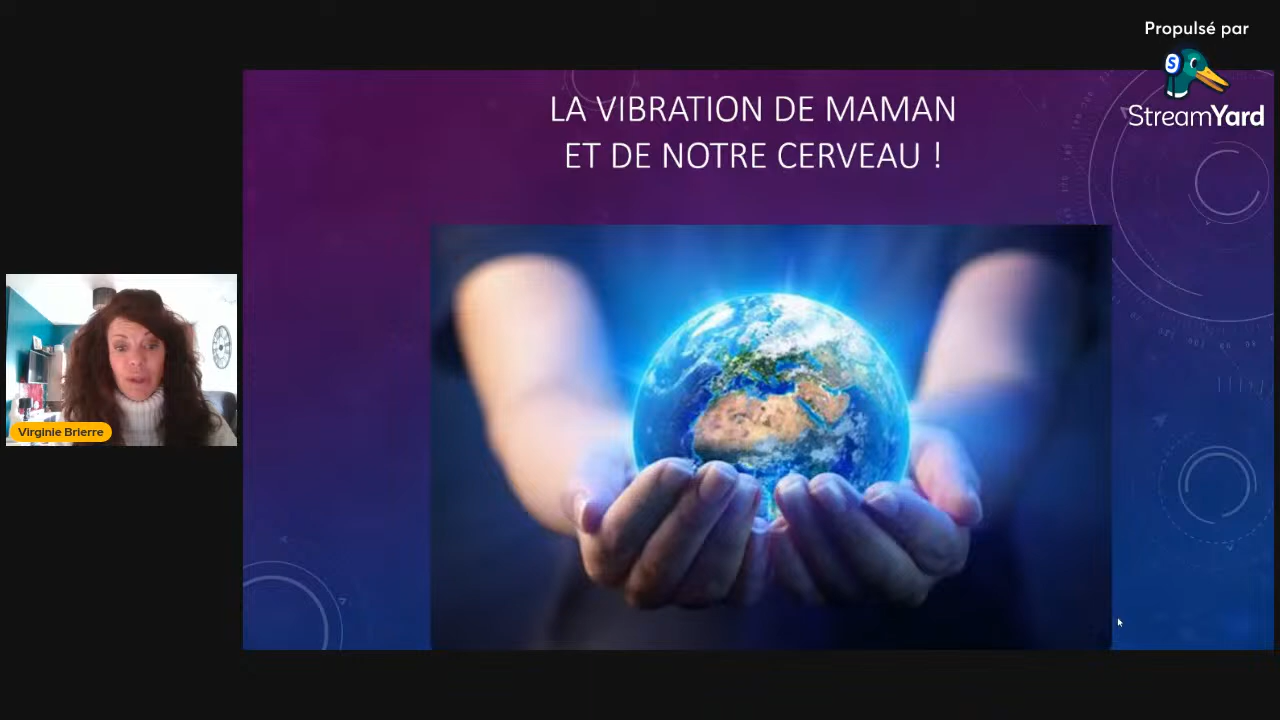 Propulsé par
StreamYard
LA VIBRATION DE MAMAN
ET DE NOTRE CERVEAU !
Virginie Brierre